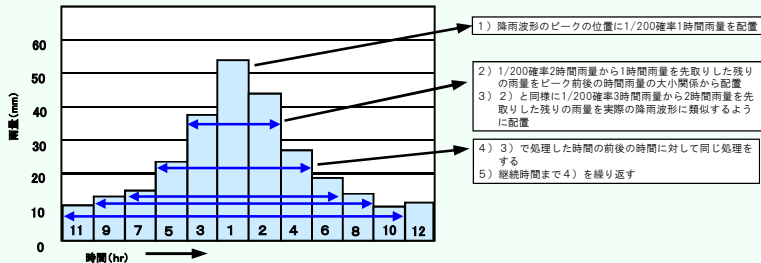 60
50
40
30
20
10
0
雨量(mm)
11 9 7 5 3 1 2 4 6 8 10 12
時間(hr)
1）降雨波形のピークの位置に1/200確率1時間雨量を配置
2）1/200確率2時間雨量から1時間雨量を先取りした残り
の雨量をピーク前後の時間雨量の大小関係から配置
3）2）と同様に1/200確率3時間雨量から2時間雨量を先
取りした残りの雨量を実際の降雨波形に類似するよう
に配置
4）3）で処理した時間の前後の時間に対して同じ処理を
する
5）継続時間まで4）を繰り返す